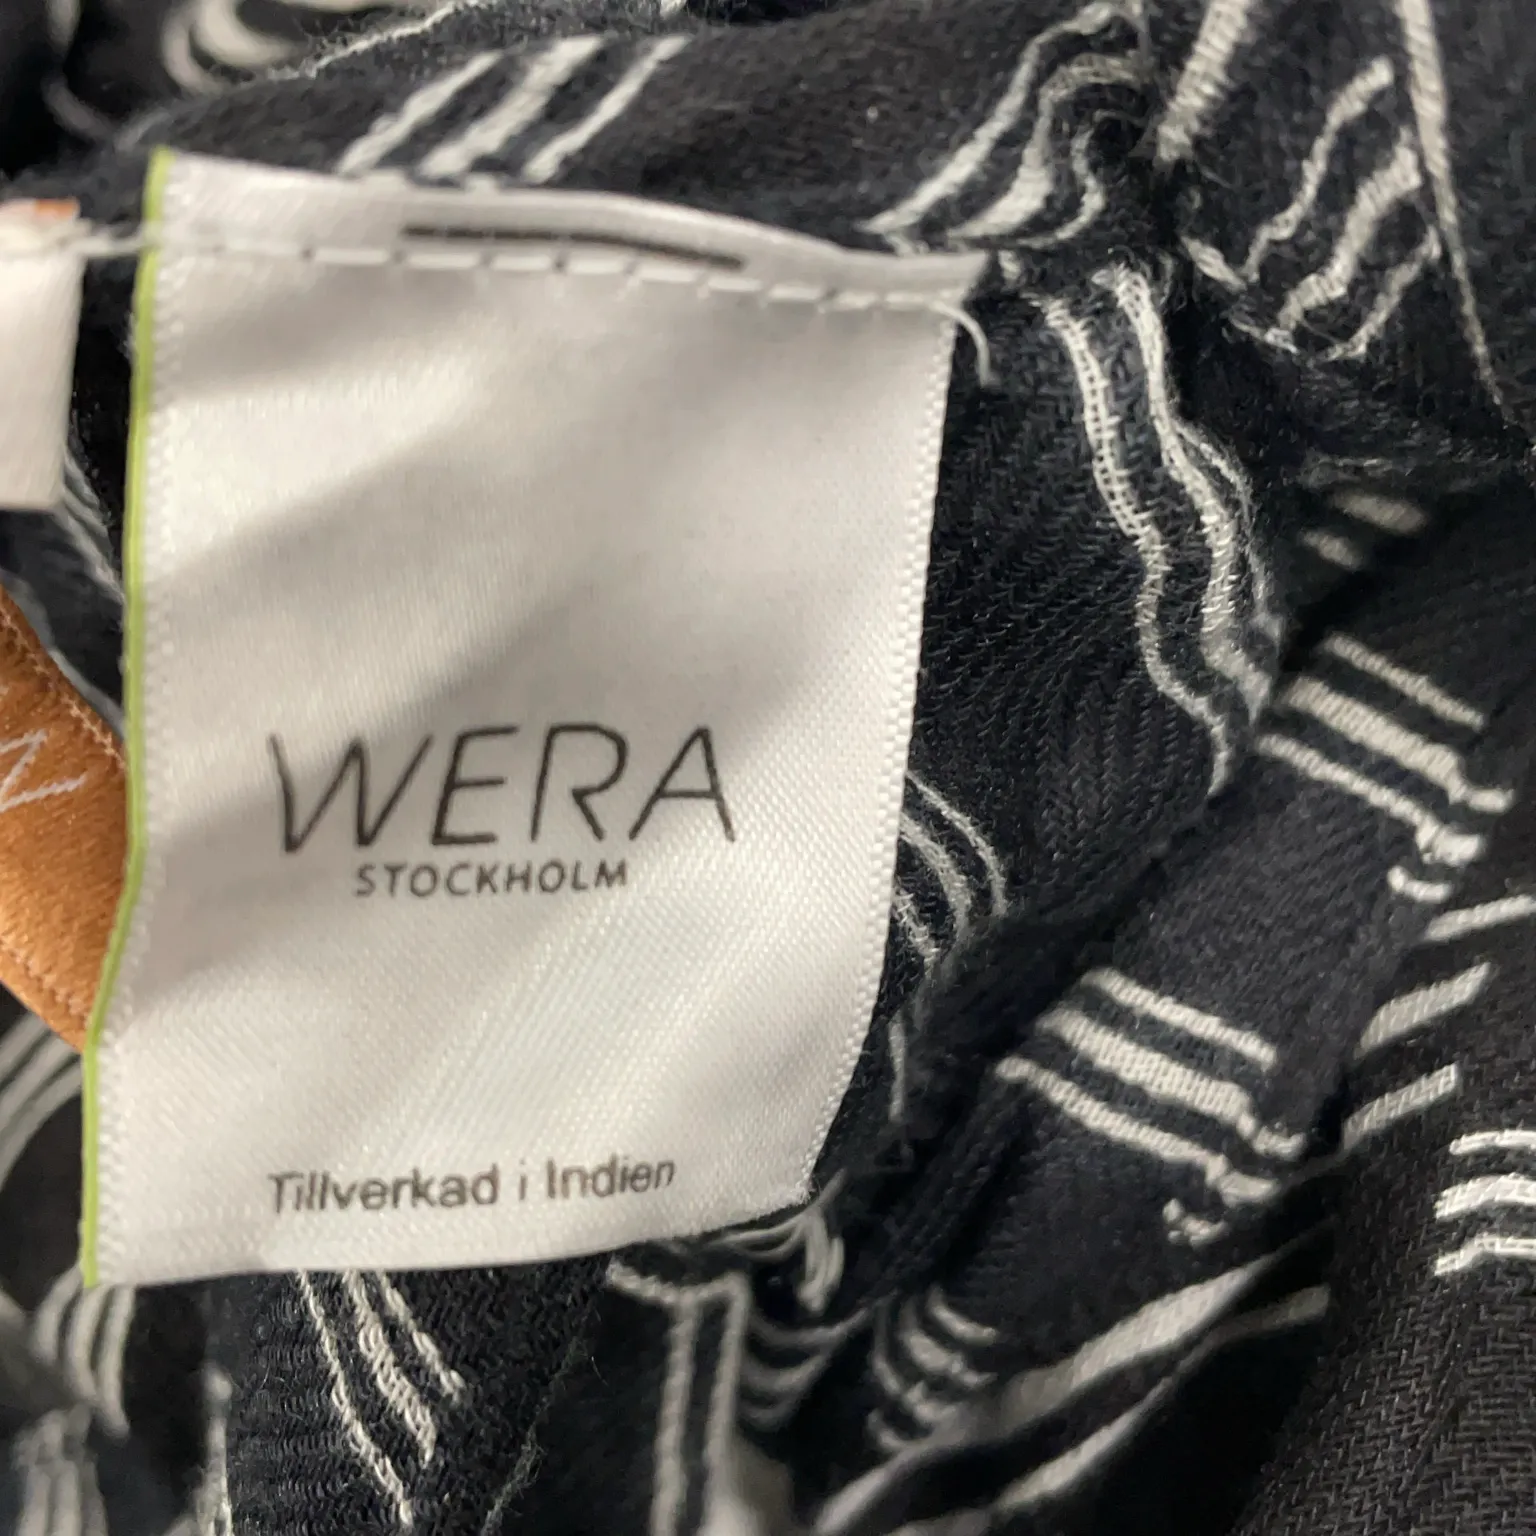 WERA
STOCKHOLM
Tillverkad i Indien